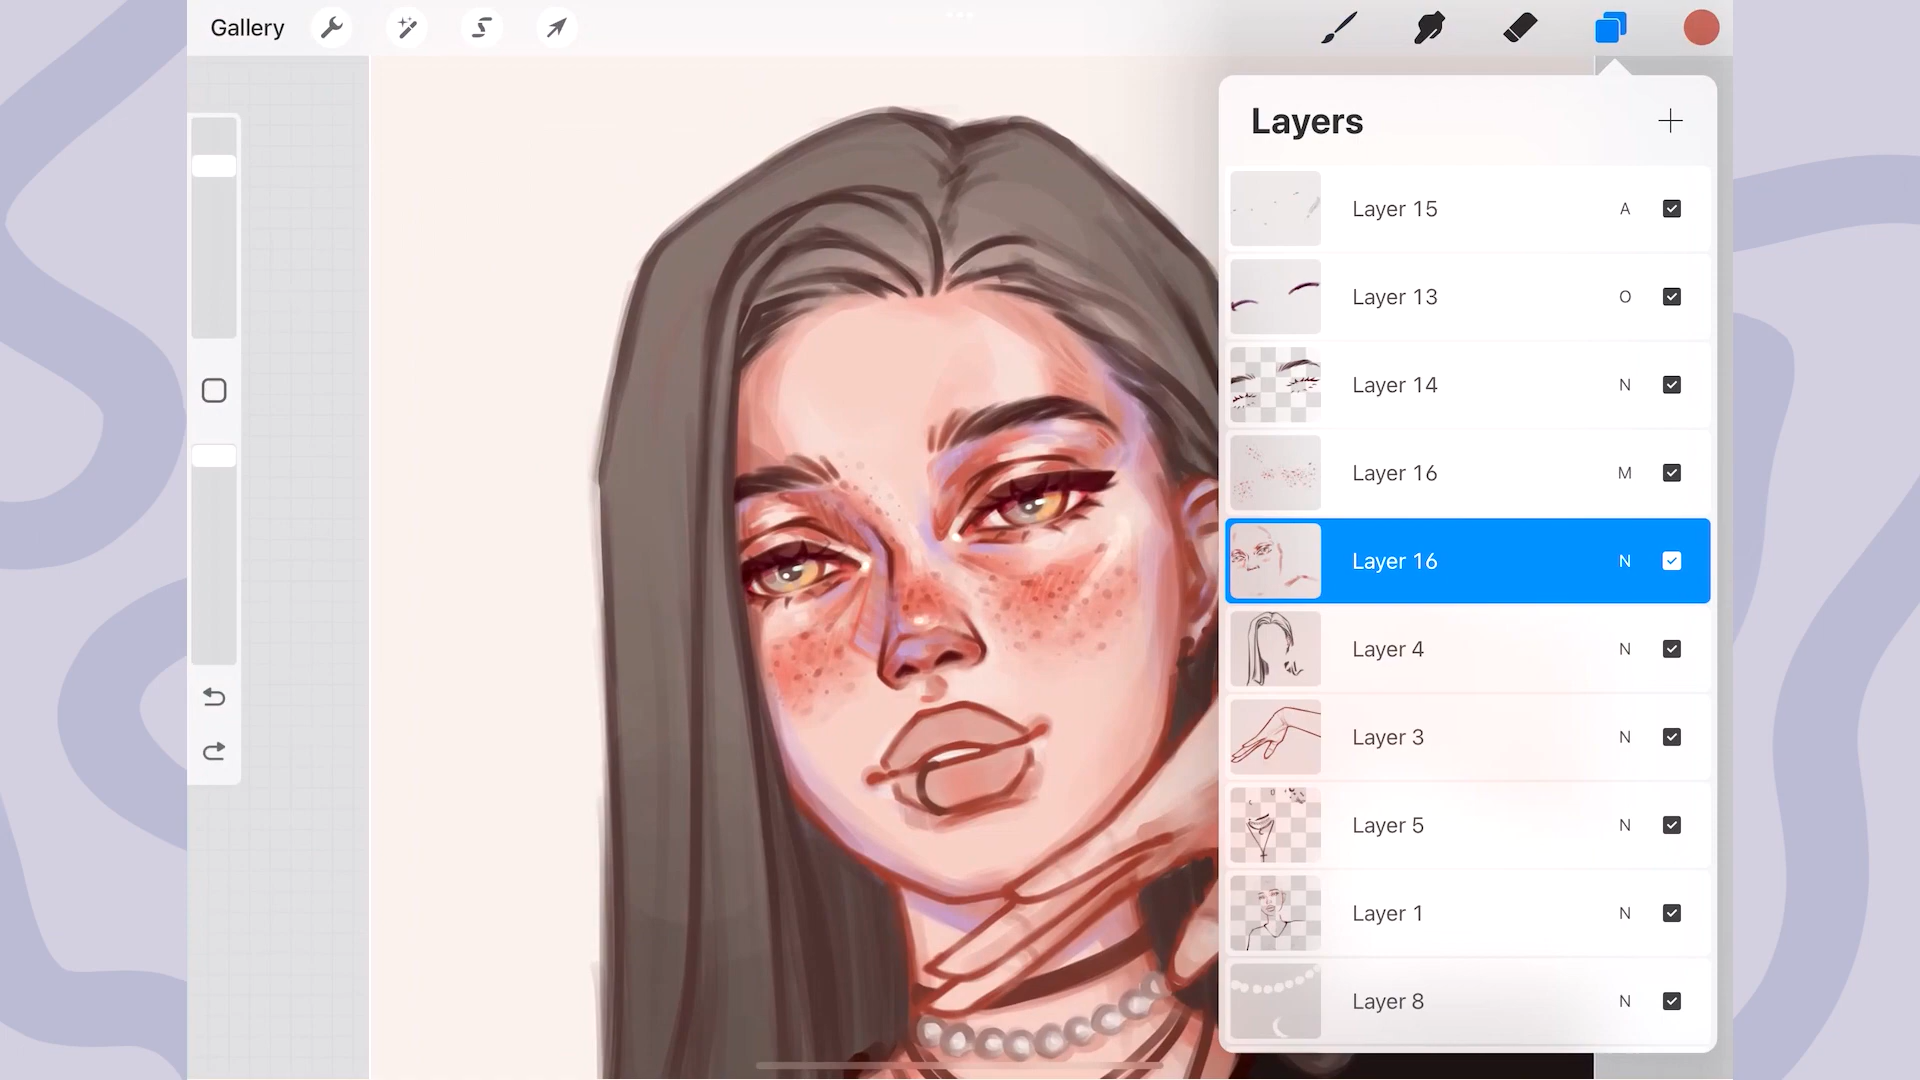 Gallery
Layers
Layer 15 A
Layer 13 O
Layer 14 N
Layer 16 M
Layer 16 N
Layer 4 N
Layer 3 N
Layer 5 N
Layer 1 N
Layer 8 N